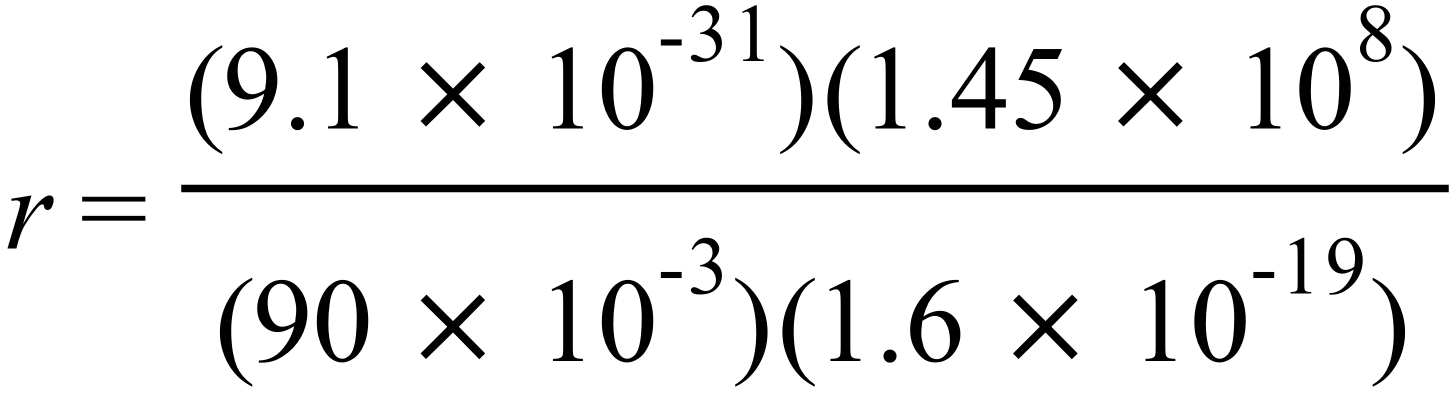 r = (9.1 × 10^-31)(1.45 × 10^8) / (90 × 10^-3)(1.6 × 10^-19)